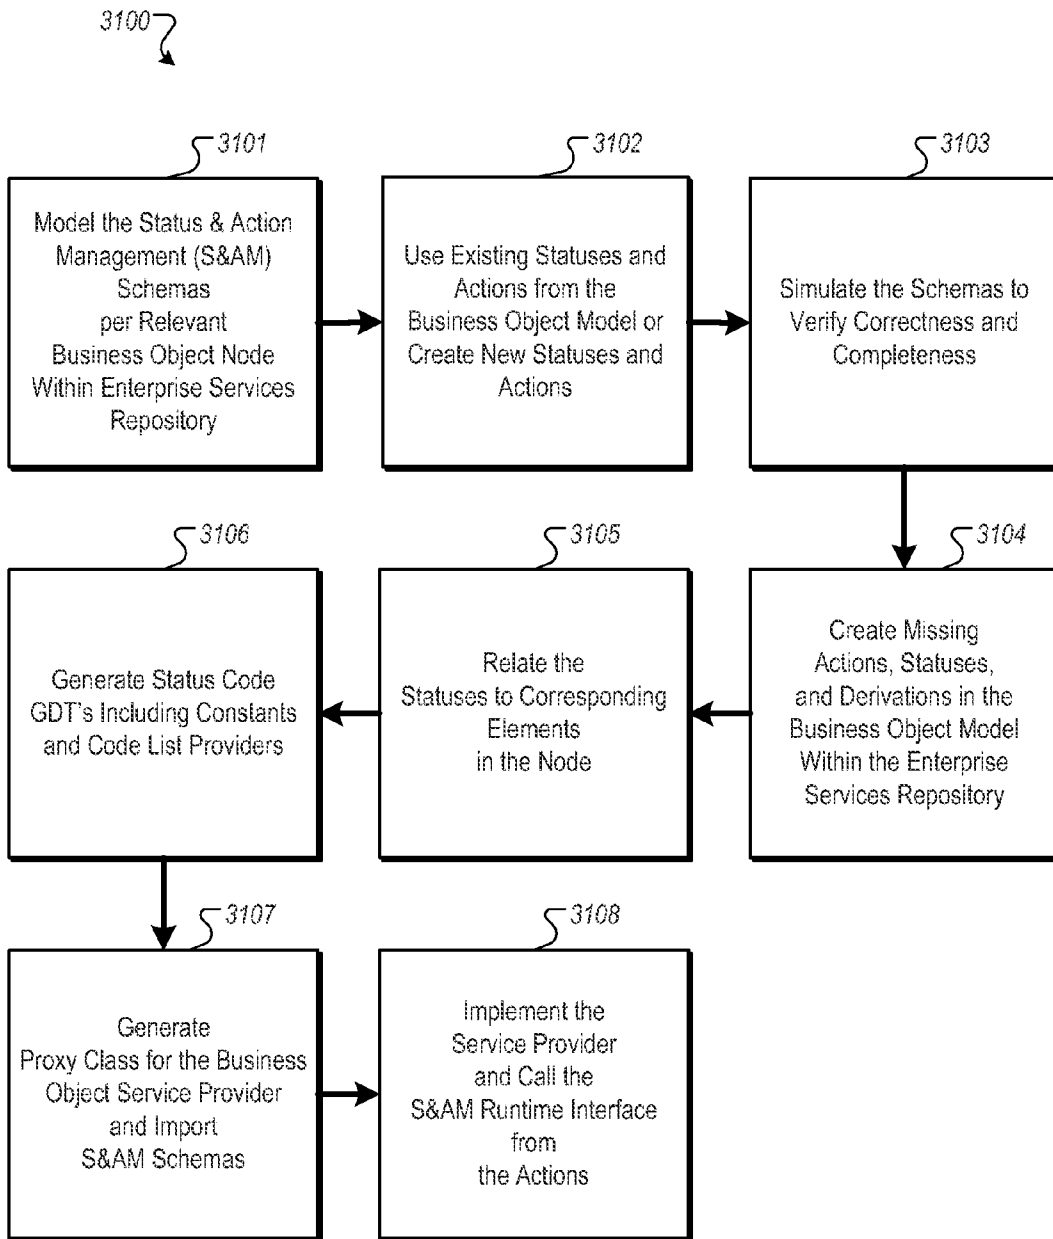 3100
3101
Model the Status & Action
Management (S&AM)
Schemas
per Relevant
Business Object Node
Within Enterprise Services
Repository
3102
Use Existing Statuses and
Actions from the
Business Object Model or
Create New Statuses and
Actions
3103
Simulate the Schemas to
Verify Correctness and
Completeness
3104
Create Missing
Actions, Statuses,
and Derivations in the
Business Object Model
Within the Enterprise
Services Repository
3105
Relate the
Statuses to Corresponding
Elements
in the Node
3106
Generate Status Code
GDT's Including Constants
and Code List Providers
3107
Generate
Proxy Class for the Business
Object Service Provider
and Import
S&AM Schemas
3108
Implement the
Service Provider
and Call the
S&AM Runtime Interface
from
the Actions